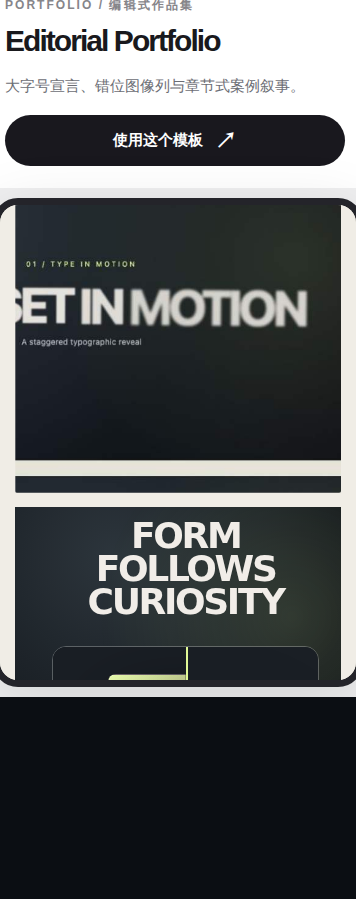 PORTFOLIO / 编辑式作品集
Editorial Portfolio
大字号宣言、错位图像列与章节式案例叙事。
使用这个模板 ↗
01 / TYPE IN MOTION
SET IN MOTION
A staggered typographic reveal
FORM
FOLLOWS
CURIOSITY